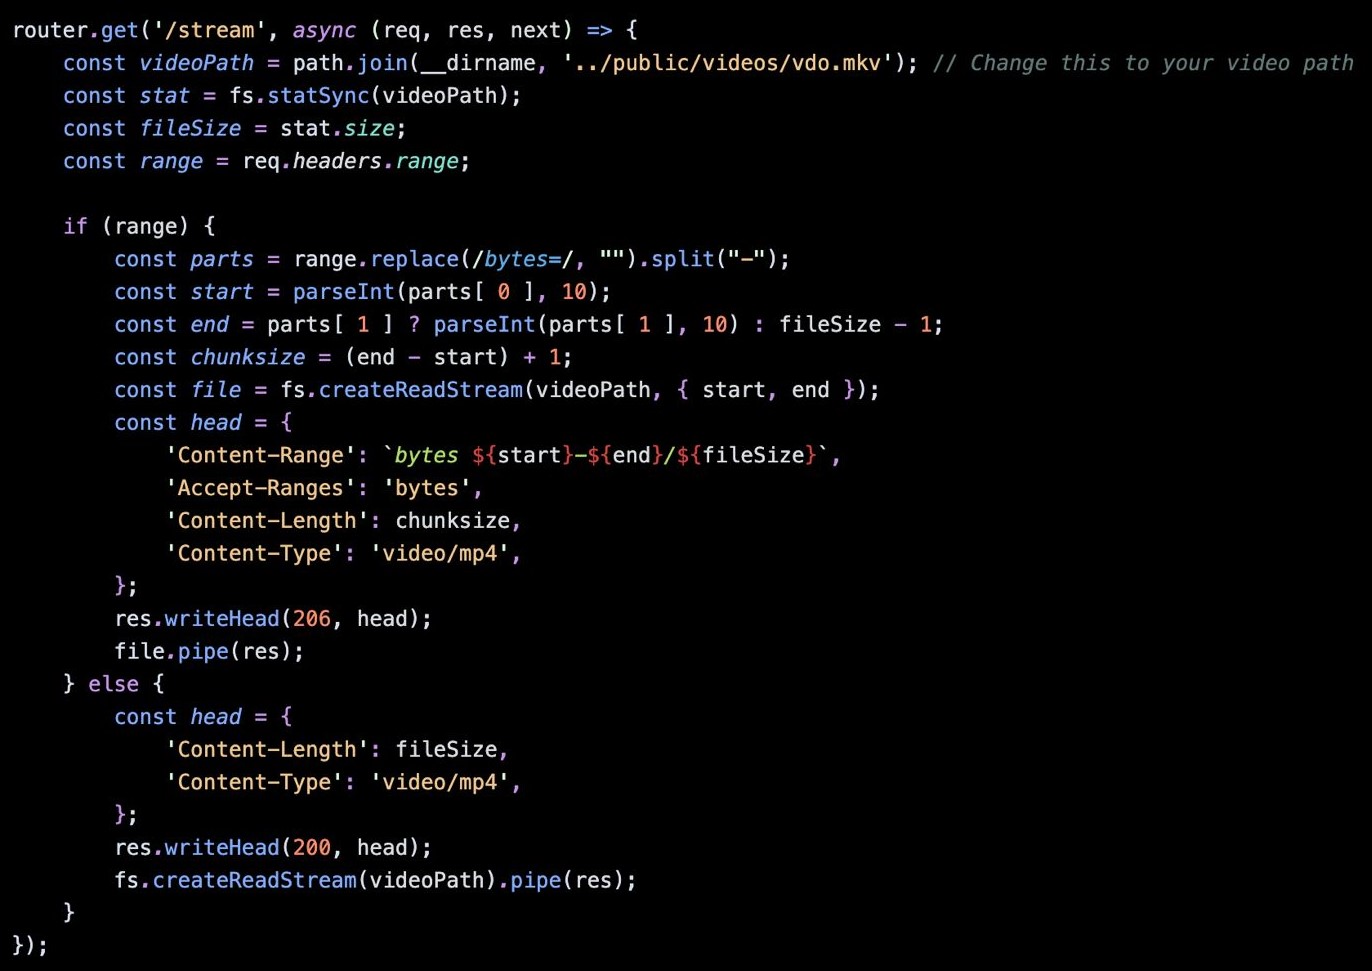 router.get('/stream', async (req, res, next) => {
    const videoPath = path.join(__dirname, '../public/videos/vdo.mkv'); // Change this to your video path
    const stat = fs.statSync(videoPath);
    const fileSize = stat.size;
    const range = req.headers.range;

    if (range) {
        const parts = range.replace(/bytes=/, "").split("-");
        const start = parseInt(parts[ 0 ], 10);
        const end = parts[ 1 ] ? parseInt(parts[ 1 ], 10) : fileSize - 1;
        const chunksize = (end - start) + 1;
        const file = fs.createReadStream(videoPath, { start, end });
        const head = {
            'Content-Range': `bytes ${start}-${end}/${fileSize}`,
            'Accept-Ranges': 'bytes',
            'Content-Length': chunksize,
            'Content-Type': 'video/mp4',
        };
        res.writeHead(206, head);
        file.pipe(res);
    } else {
        const head = {
            'Content-Length': fileSize,
            'Content-Type': 'video/mp4',
        };
        res.writeHead(200, head);
        fs.createReadStream(videoPath).pipe(res);
    }
});